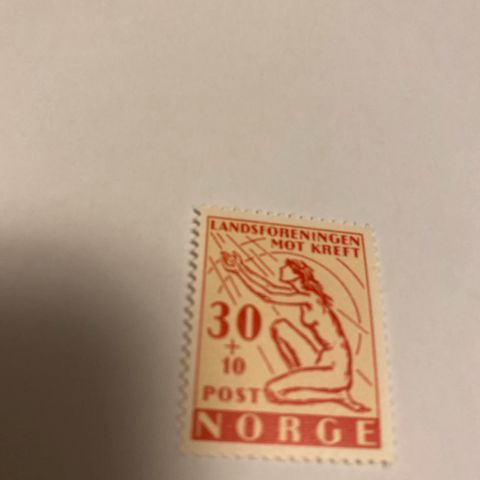 LANDSFORENINGEN
MOT KREFT
30
+
10
POST
NORGE